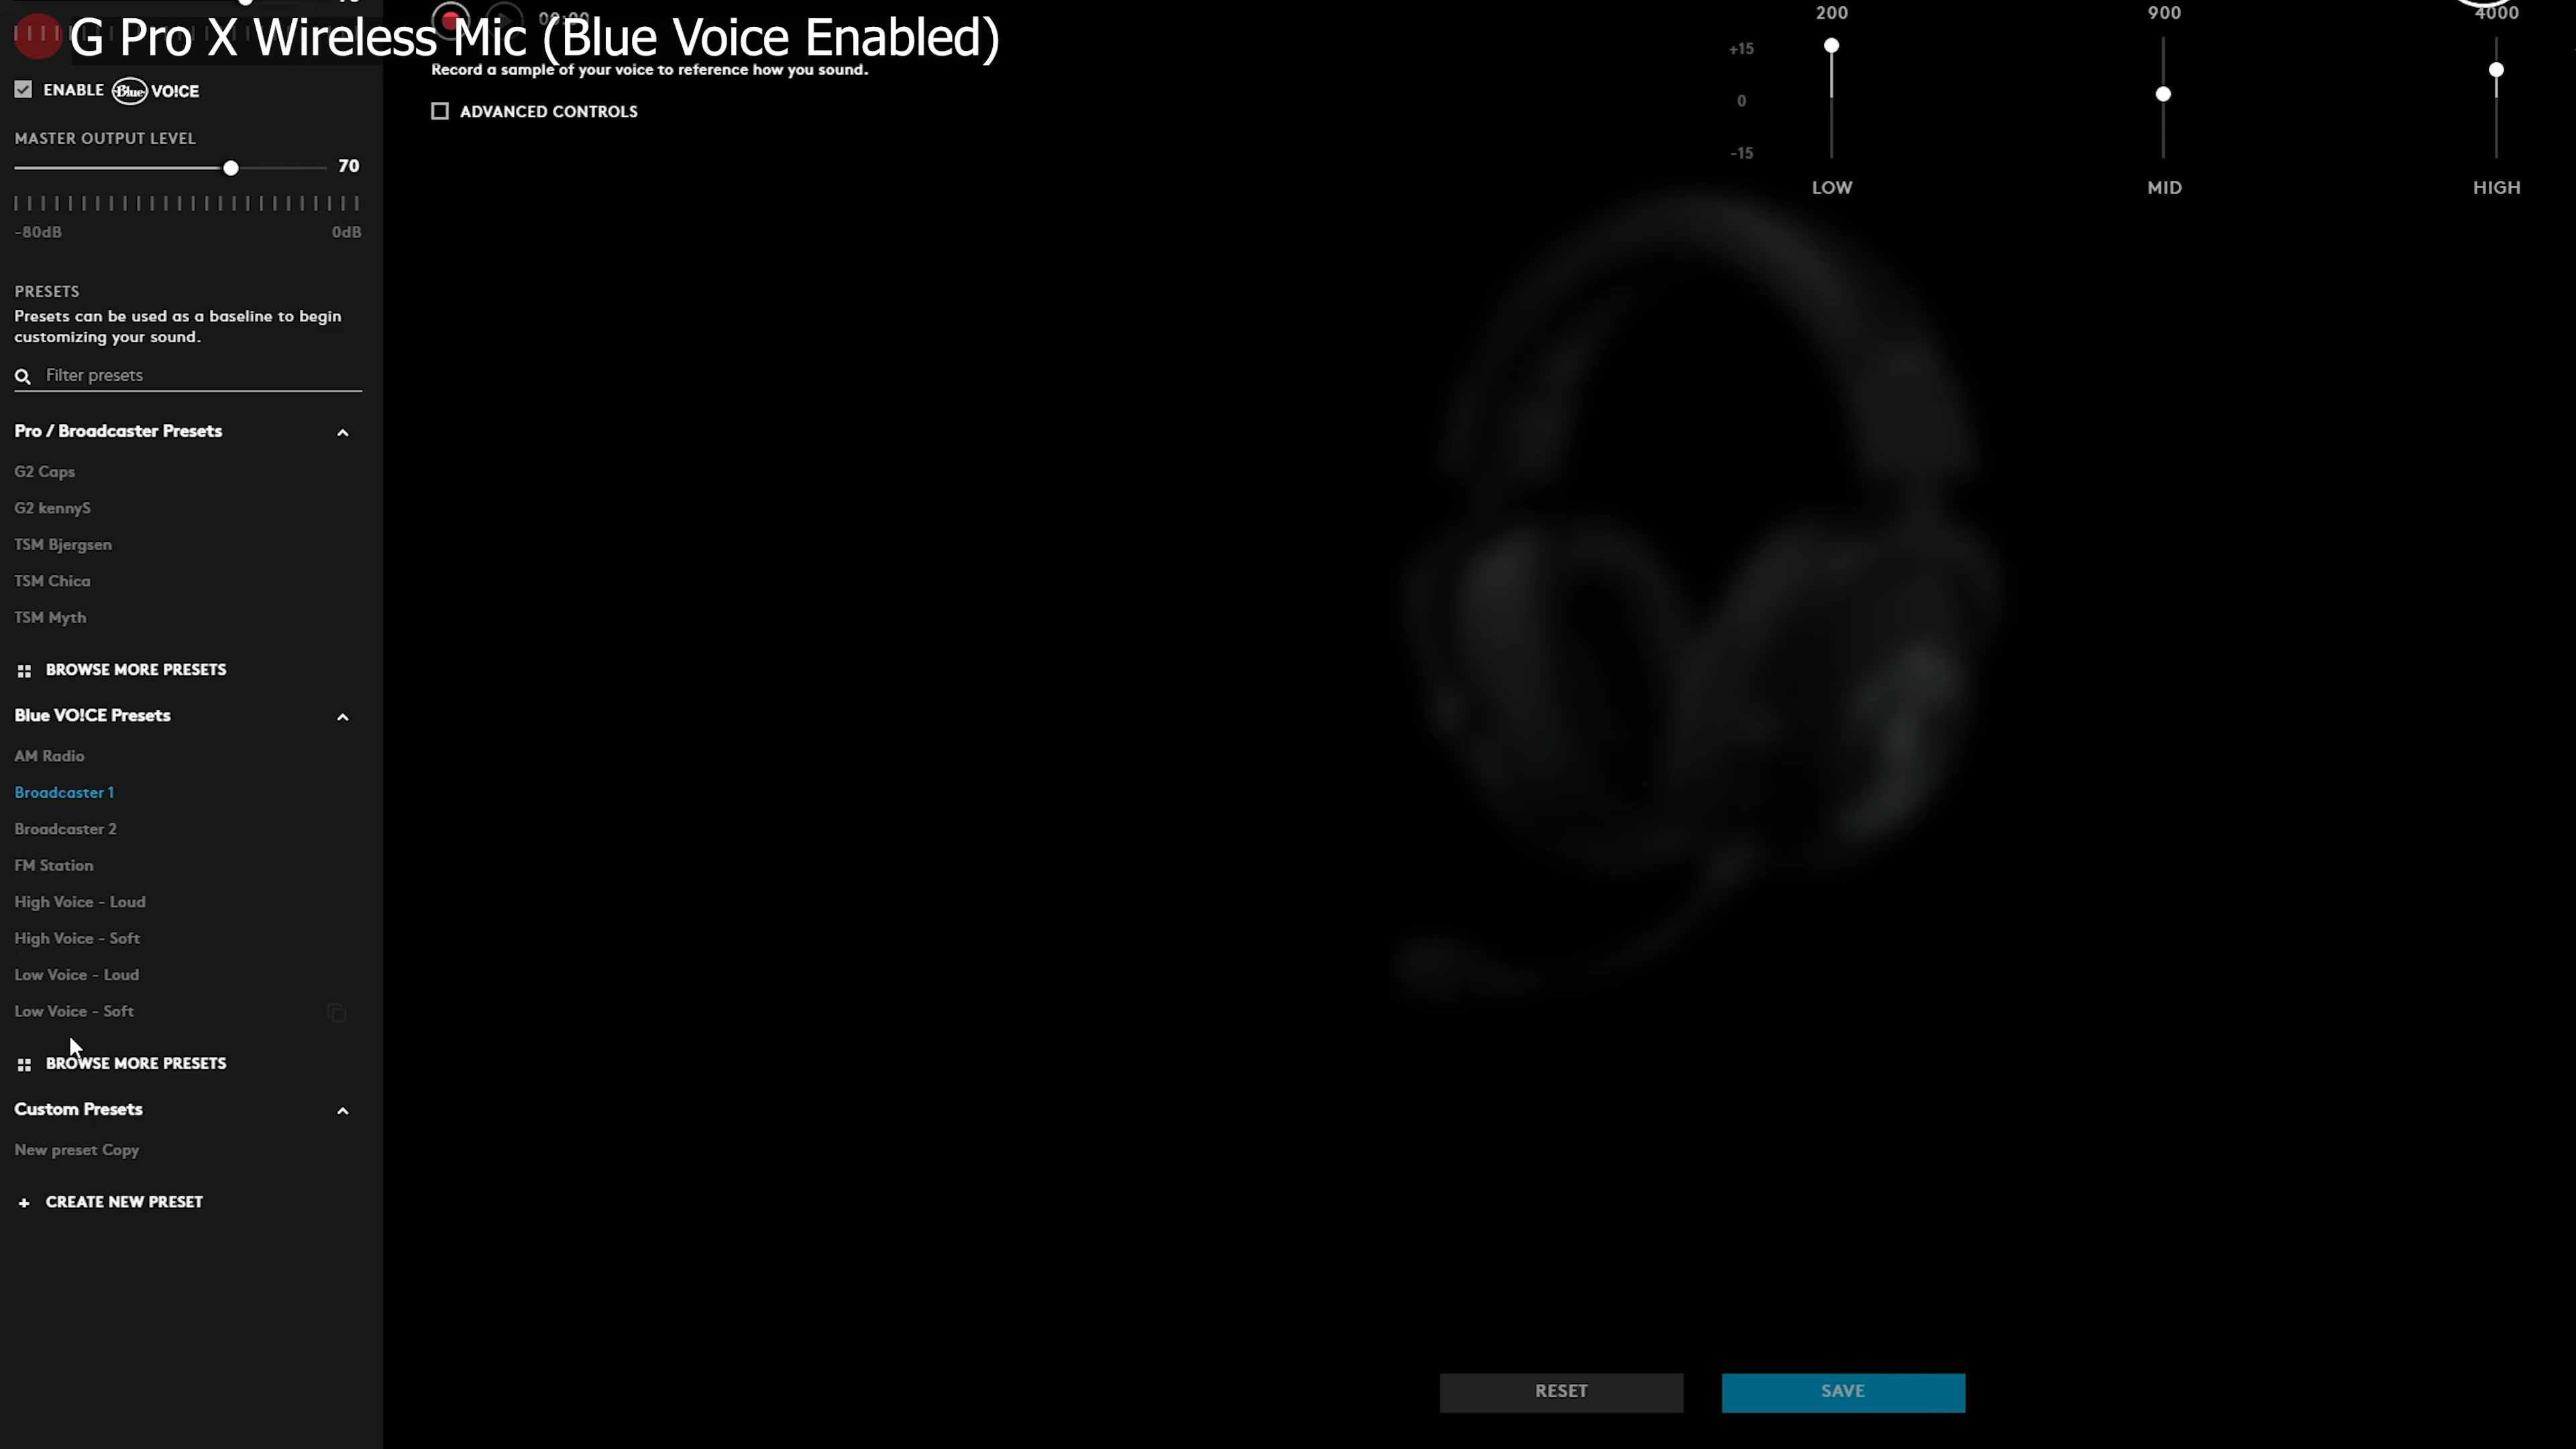 G Pro X Wireless Mic (Blue Voice Enabled)
ENABLE Blue VO!CE
MASTER OUTPUT LEVEL
70
-80dB 0dB
PRESETS
Presets can be used as a baseline to begin
customizing your sound.
Filter presets
Pro / Broadcaster Presets
G2 Caps
G2 kennyS
TSM Bjergsen
TSM Chica
TSM Myth
BROWSE MORE PRESETS
Blue VO!CE Presets
AM Radio
Broadcaster 1
Broadcaster 2
FM Station
High Voice - Loud
High Voice - Soft
Low Voice - Loud
Low Voice - Soft
BROWSE MORE PRESETS
Custom Presets
New preset Copy
+ CREATE NEW PRESET
00:00
Record a sample of your voice to reference how you sound.
ADVANCED CONTROLS
200 900 4000
+15
0
-15
LOW MID HIGH
RESET SAVE